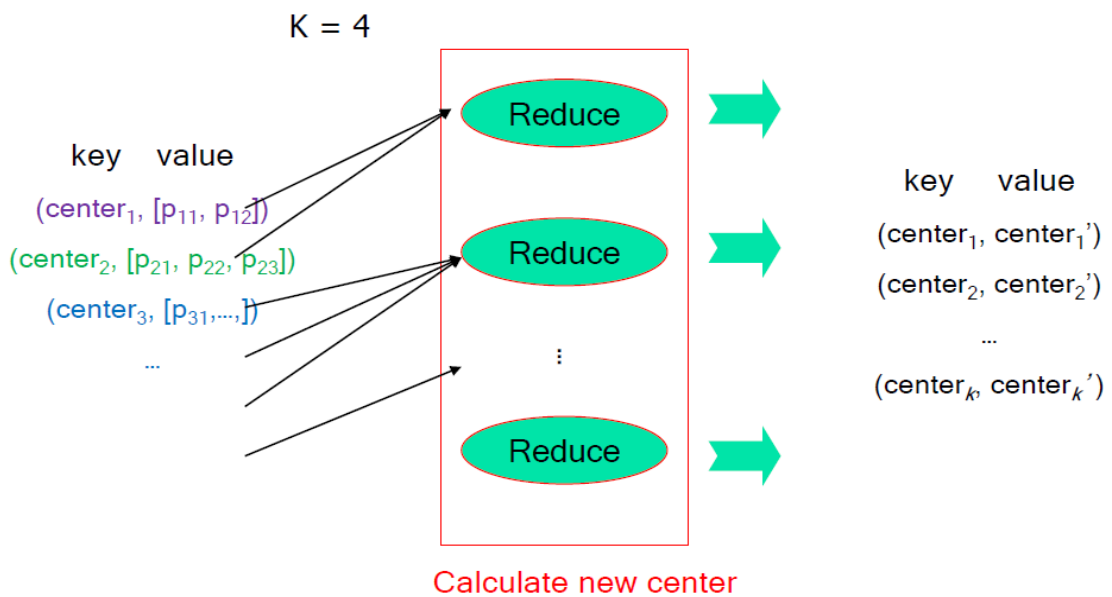 K = 4
Reduce
key value
(center₁, [p₁₁, p₁₂])
(center₂, [p₂₁, p₂₂, p₂₃])
(center₃, [p₃₁,...,])
...
Reduce
⋮
Reduce
key value
(center₁, center₁')
(center₂, center₂')
...
(centerₖ, centerₖ')
Calculate new center